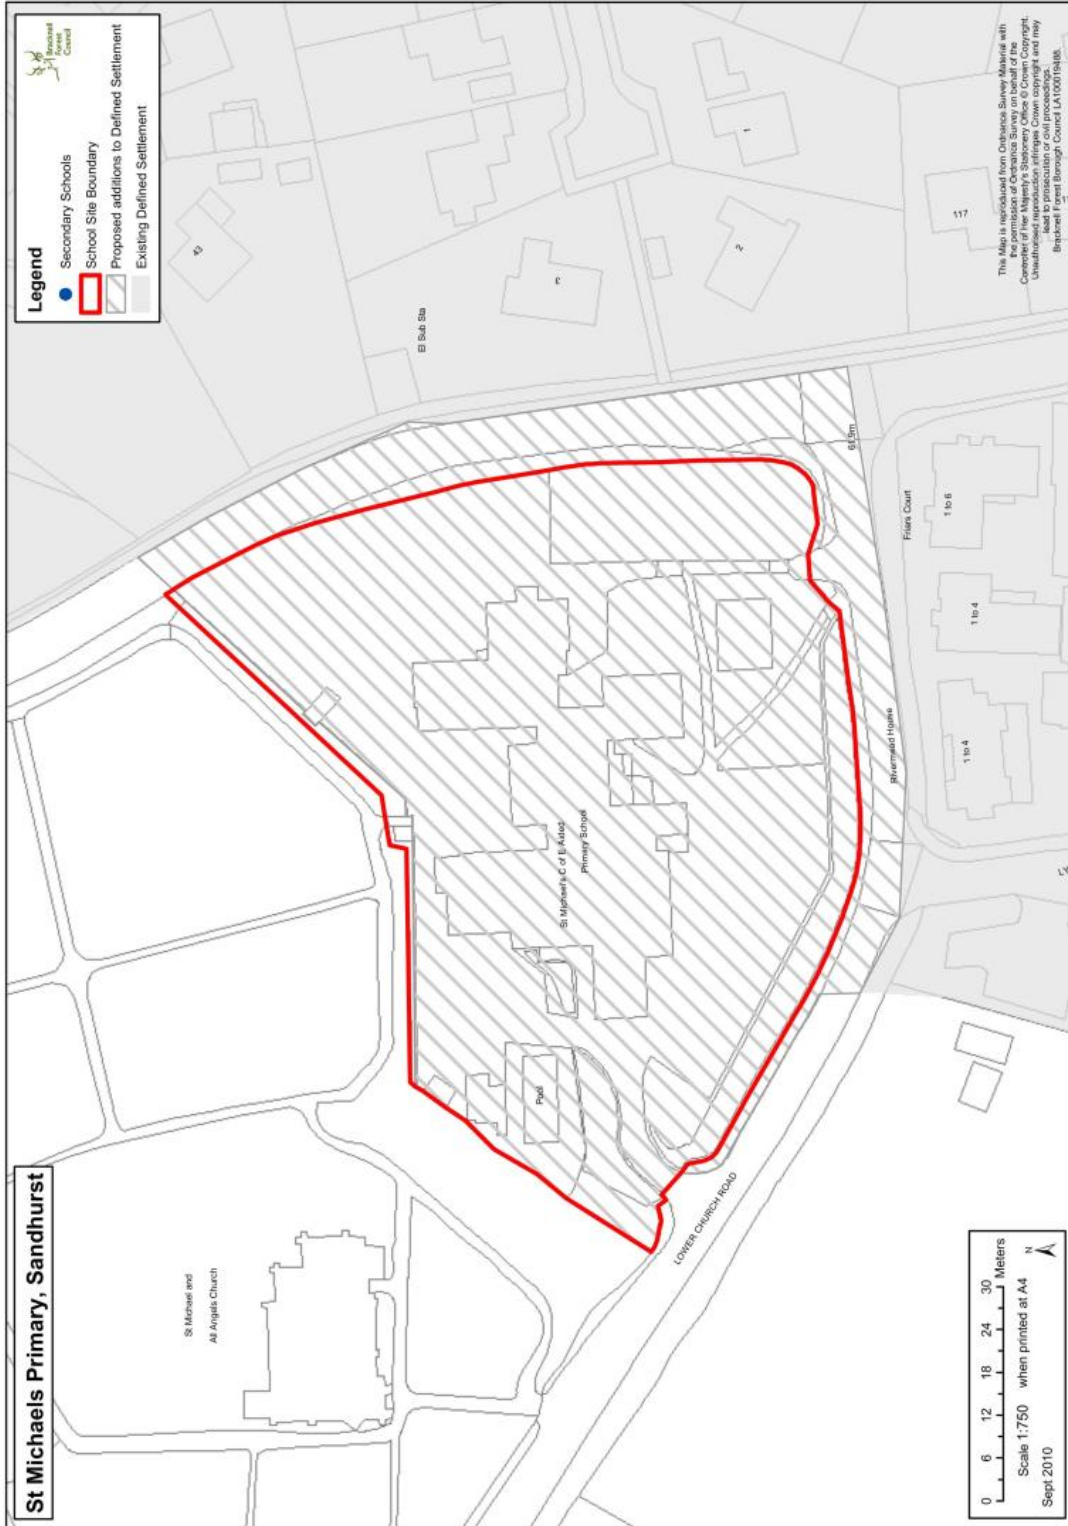 St Michaels Primary, Sandhurst
Legend
Secondary Schools
School Site Boundary
Proposed additions to Defined Settlement
Existing Defined Settlement
Bracknell
Forest
Council
43
El Sub Sta
1
2
117
St Michael and
All Angels Church
Pool
St Michael's C of E Aided
Primary School
LOWER CHURCH ROAD
Rivermead House
Friars Court
1 to 4
1 to 4
1 to 6
0 6 12 18 24 30
Meters
Scale 1:750 when printed at A4
N
Sept 2010
This Map is reproduced from Ordnance Survey Material with
the permission of Ordnance Survey on behalf of the
Controller of Her Majesty's Stationery Office © Crown Copyright.
Unauthorised reproduction infringes Crown copyright and may
lead to prosecution or civil proceedings.
Bracknell Forest Borough Council LA100019488.